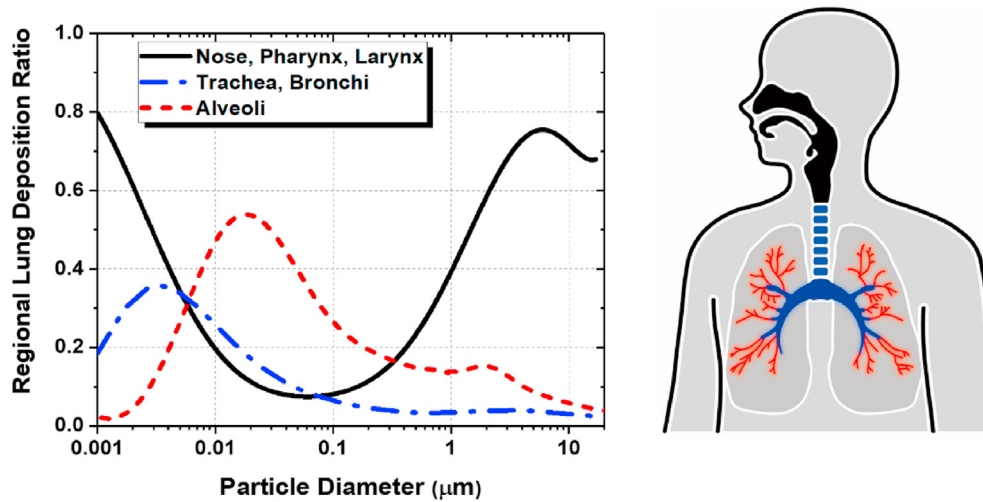 Regional Lung Deposition Ratio
1.0
0.8
0.6
0.4
0.2
0.0
Nose, Pharynx, Larynx
Trachea, Bronchi
Alveoli
0.001
0.01
0.1
1
10
Particle Diameter (μm)